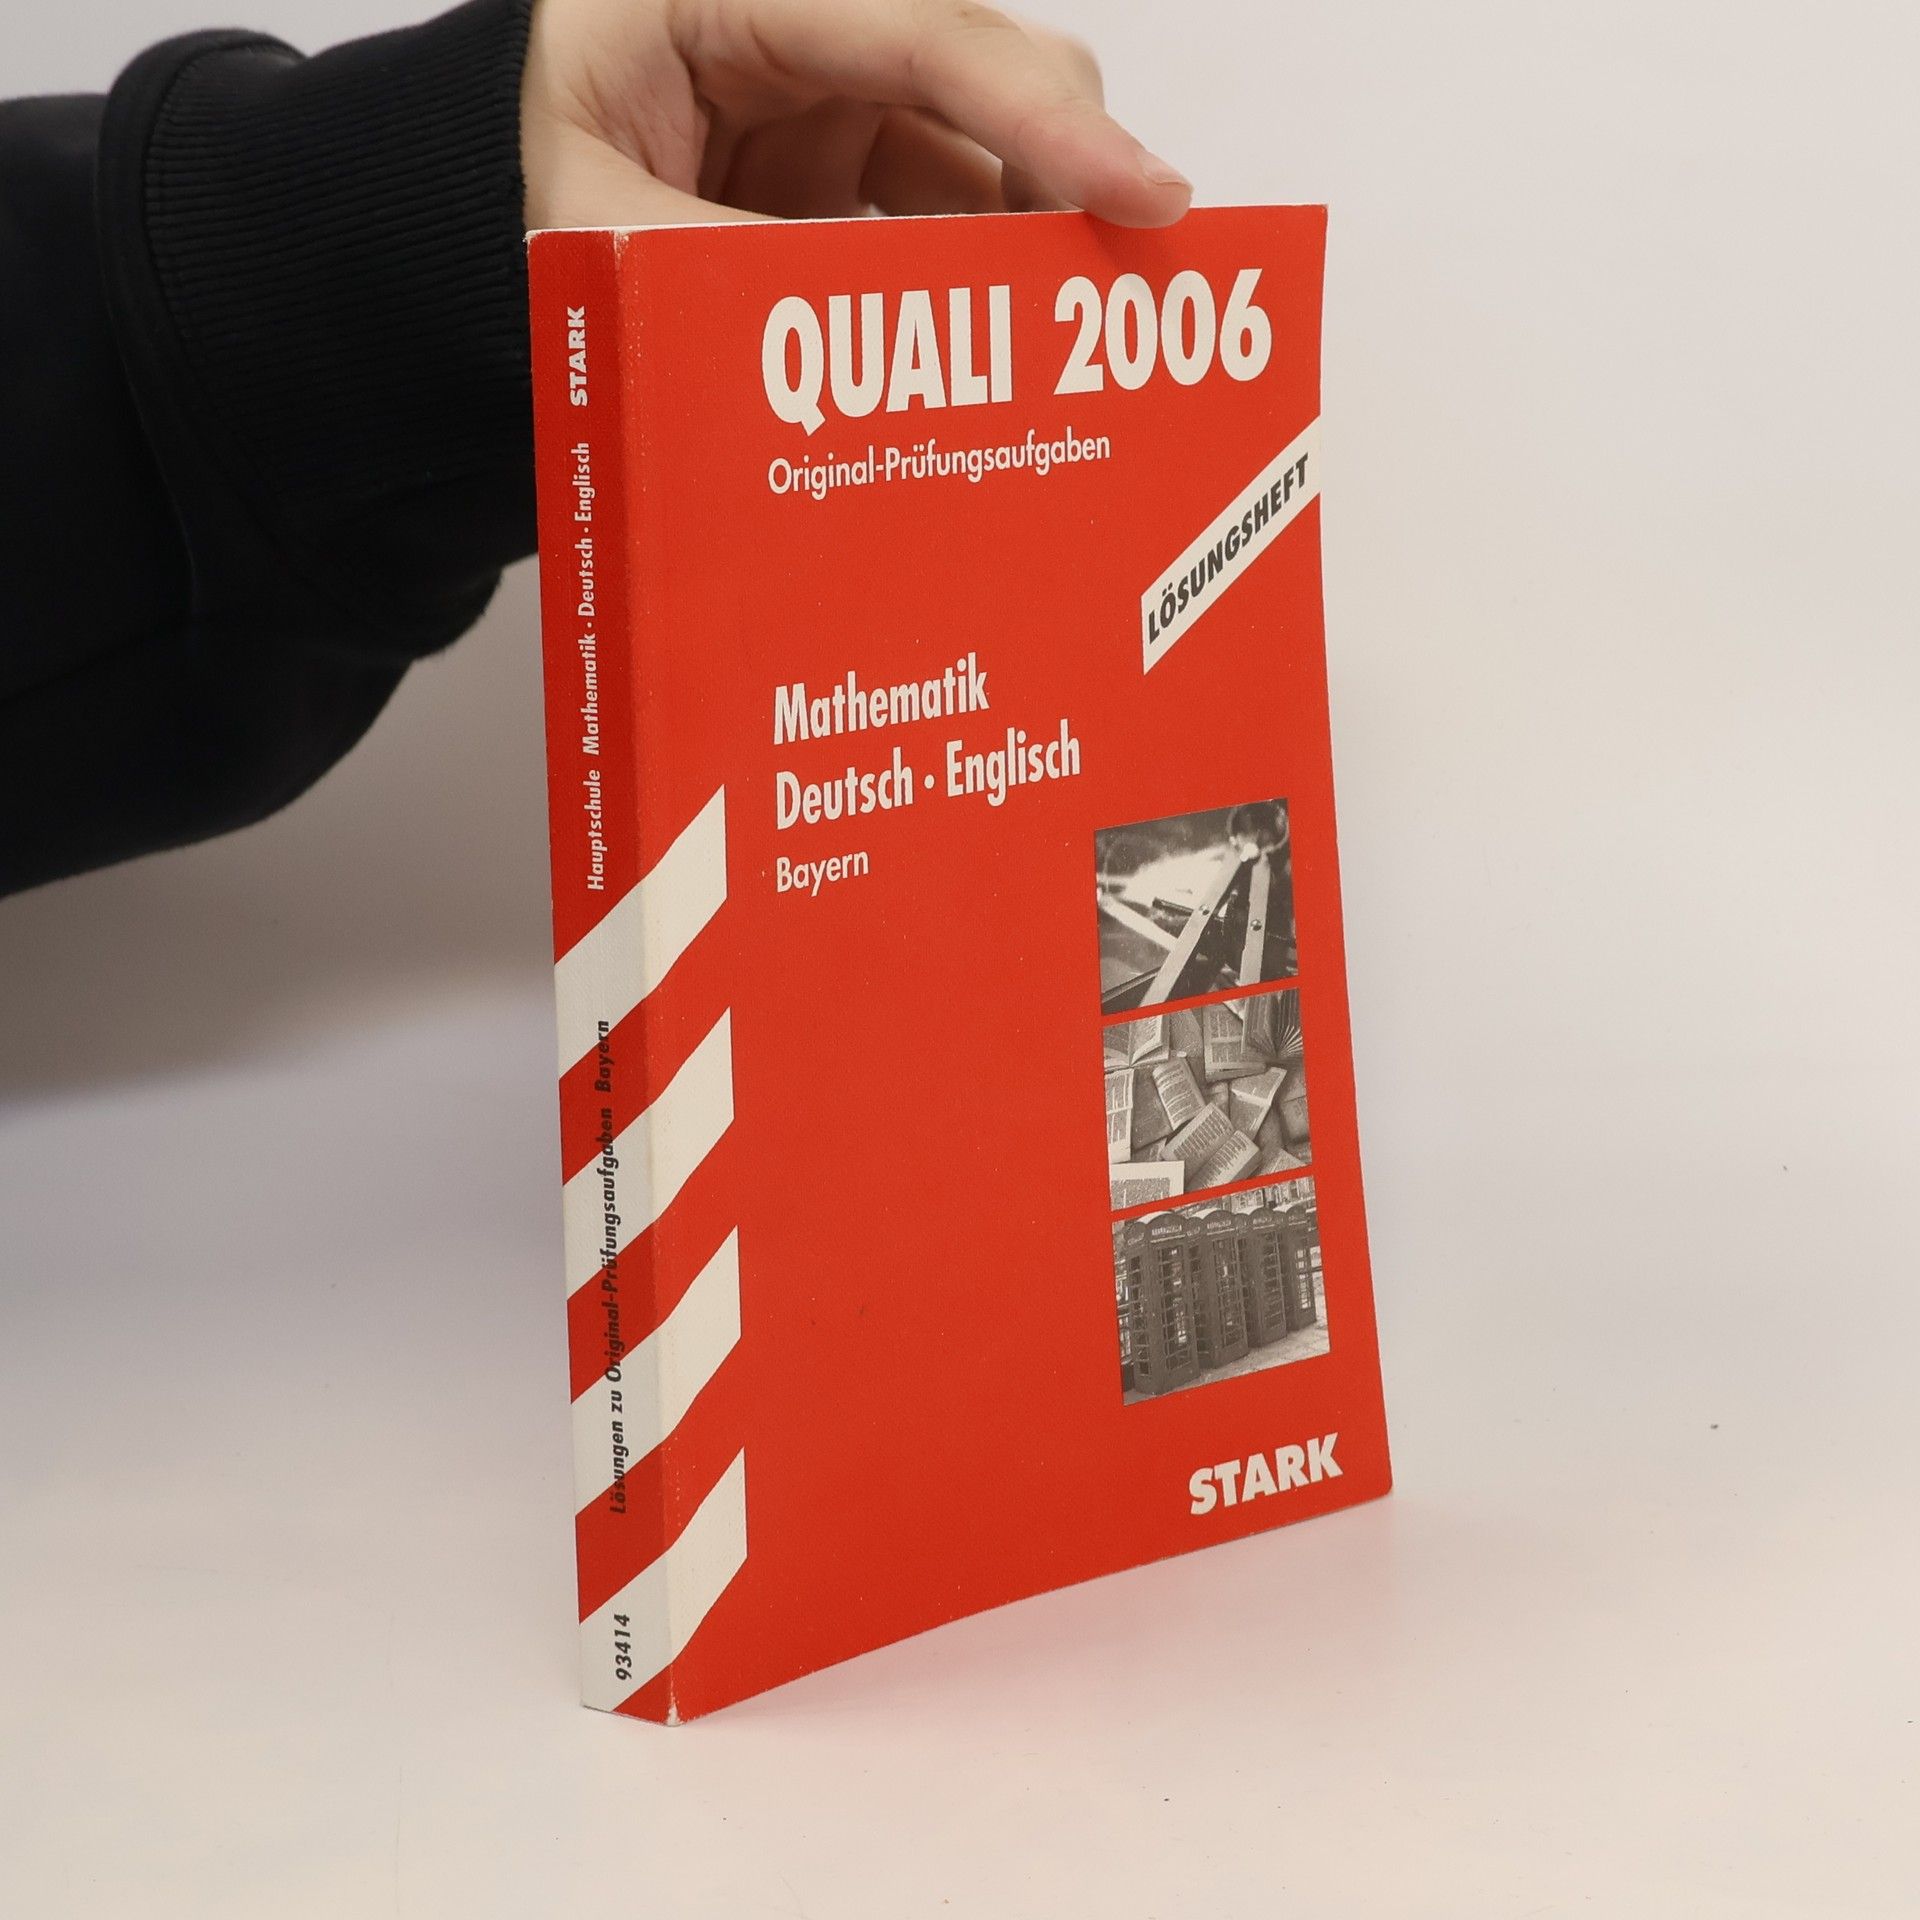 QUALI 2006
Original-Prüfungsaufgaben
LÖSUNGSHEFT
Mathematik
Deutsch · Englisch
Bayern
STARK
STARK
Hauptschule Mathematik · Deutsch · Englisch
Lösungen zu Original-Prüfungsaufgaben Bayern
93414